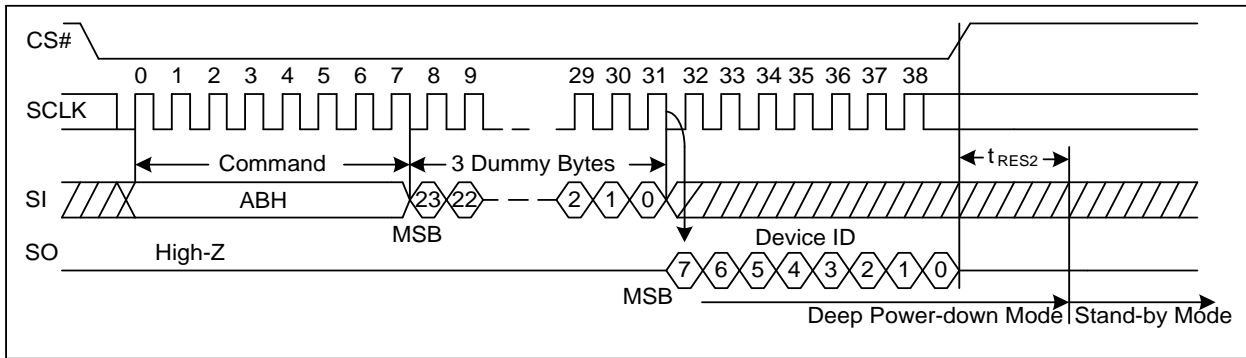 CS#
0 1 2 3 4 5 6 7 8 9 29 30 31 32 33 34 35 36 37 38
SCLK
Command 3 Dummy Bytes tRES2
SI ABH 23 22 2 1 0
MSB
SO High-Z Device ID
7 6 5 4 3 2 1 0
MSB
Deep Power-down Mode Stand-by Mode